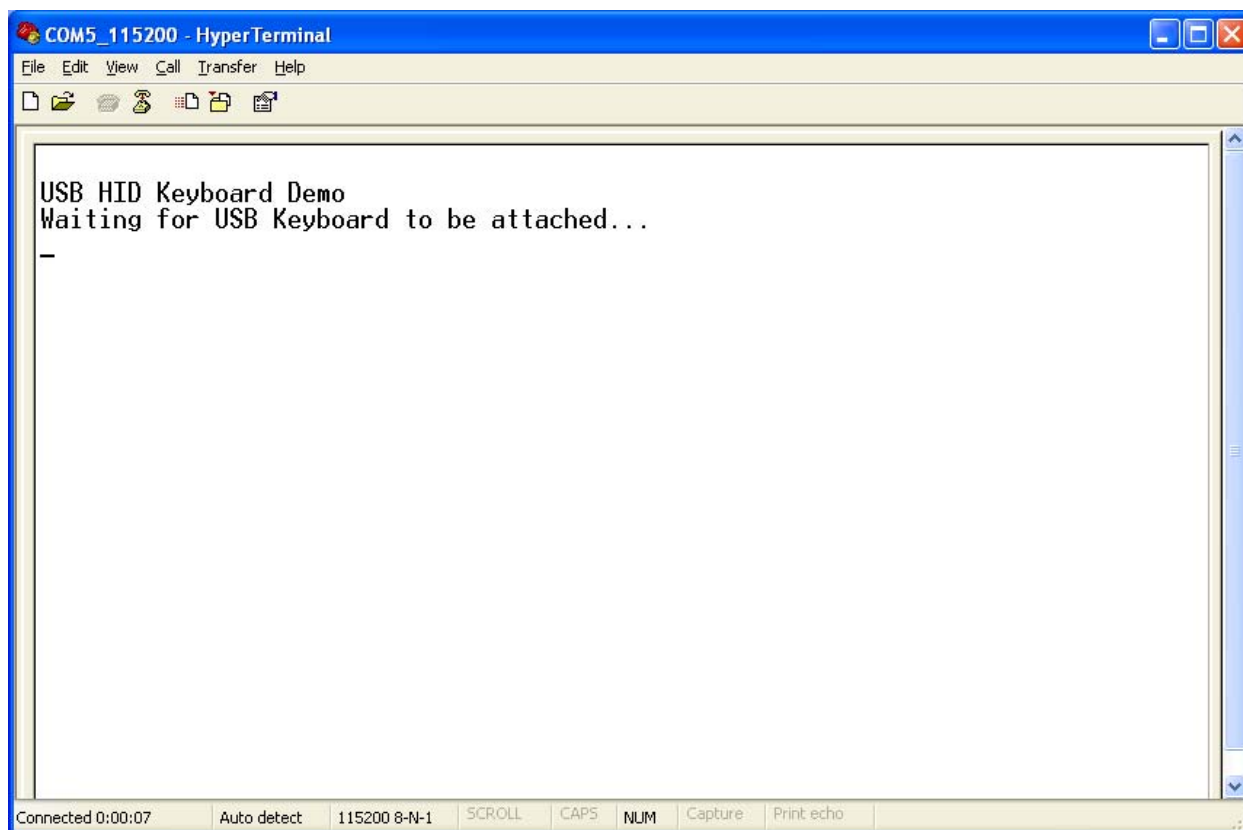 COM5_115200 - HyperTerminal
File Edit View Call Transfer Help
USB HID Keyboard Demo
Waiting for USB Keyboard to be attached...
_
Connected 0:00:07 Auto detect 115200 8-N-1 SCROLL CAPS NUM Capture Print echo